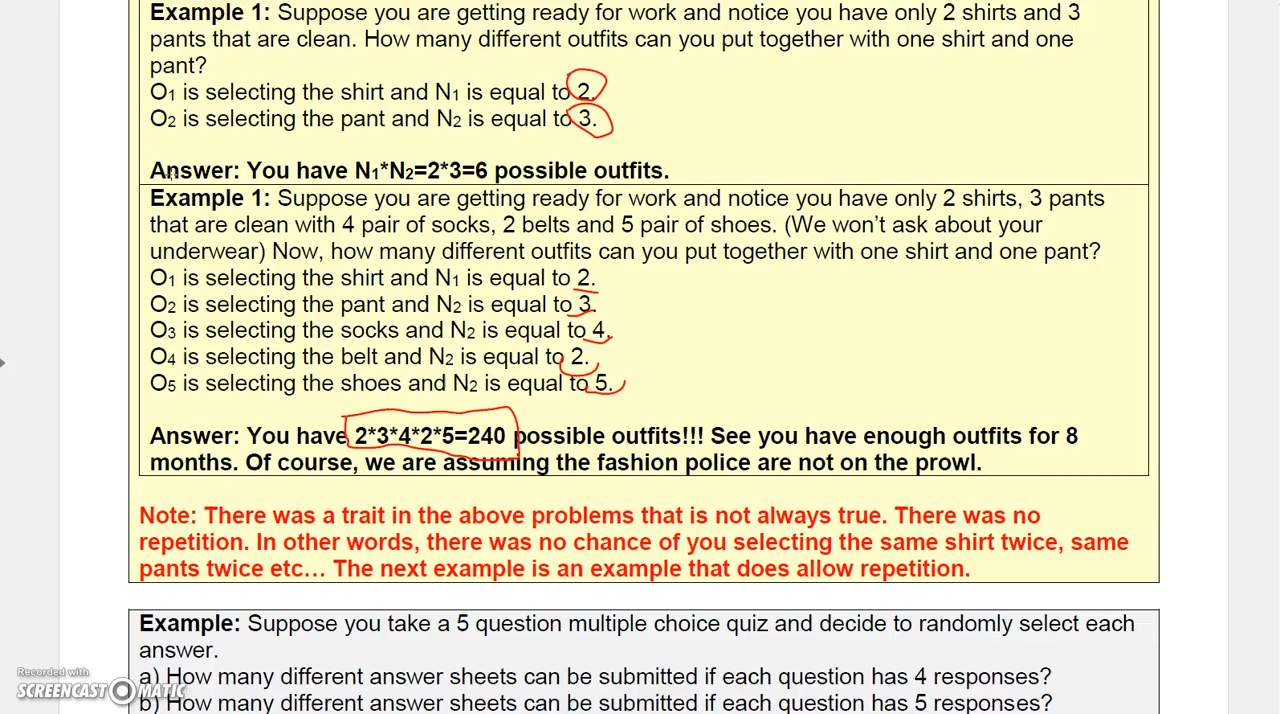 Example 1: Suppose you are getting ready for work and notice you have only 2 shirts and 3
pants that are clean. How many different outfits can you put together with one shirt and one
pant?
O1 is selecting the shirt and N1 is equal to 2.
O2 is selecting the pant and N2 is equal to 3.
Answer: You have N1*N2=2*3=6 possible outfits.
Example 1: Suppose you are getting ready for work and notice you have only 2 shirts, 3 pants
that are clean with 4 pair of socks, 2 belts and 5 pair of shoes. (We won't ask about your
underwear) Now, how many different outfits can you put together with one shirt and one pant?
O1 is selecting the shirt and N1 is equal to 2.
O2 is selecting the pant and N2 is equal to 3.
O3 is selecting the socks and N2 is equal to 4.
O4 is selecting the belt and N2 is equal to 2.
O5 is selecting the shoes and N2 is equal to 5.
Answer: You have 2*3*4*2*5=240 possible outfits!!! See you have enough outfits for 8
months. Of course, we are assuming the fashion police are not on the prowl.
Note: There was a trait in the above problems that is not always true. There was no
repetition. In other words, there was no chance of you selecting the same shirt twice, same
pants twice etc... The next example is an example that does allow repetition.
Example: Suppose you take a 5 question multiple choice quiz and decide to randomly select each
answer.
a) How many different answer sheets can be submitted if each question has 4 responses?
b) How many different answer sheets can be submitted if each question has 5 responses?
Recorded with
SCREENCAST MATIC